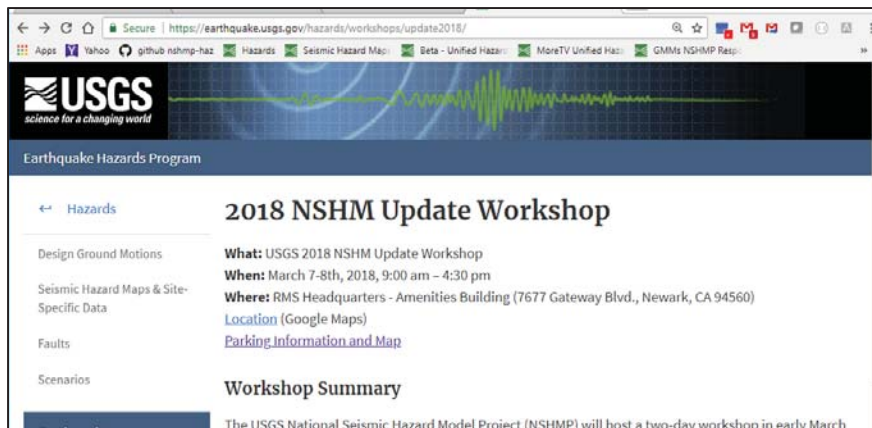 Secure | https://earthquake.usgs.gov/hazards/workshops/update2018/
Apps Yahoo github nshmp-haz Hazards Seismic Hazard Map Beta - Unified Hazard MoreTV Unified Haz GMMs NSHMP Resp
USGS
science for a changing world
Earthquake Hazards Program
Hazards
Design Ground Motions
Seismic Hazard Maps & Site-
Specific Data
Faults
Scenarios
2018 NSHM Update Workshop
What: USGS 2018 NSHM Update Workshop
When: March 7-8th, 2018, 9:00 am – 4:30 pm
Where: RMS Headquarters - Amenities Building (7677 Gateway Blvd., Newark, CA 94560)
Location (Google Maps)
Parking Information and Map
Workshop Summary
The USGS National Seismic Hazard Model Project (NSHMP) will host a two-day workshop in early March